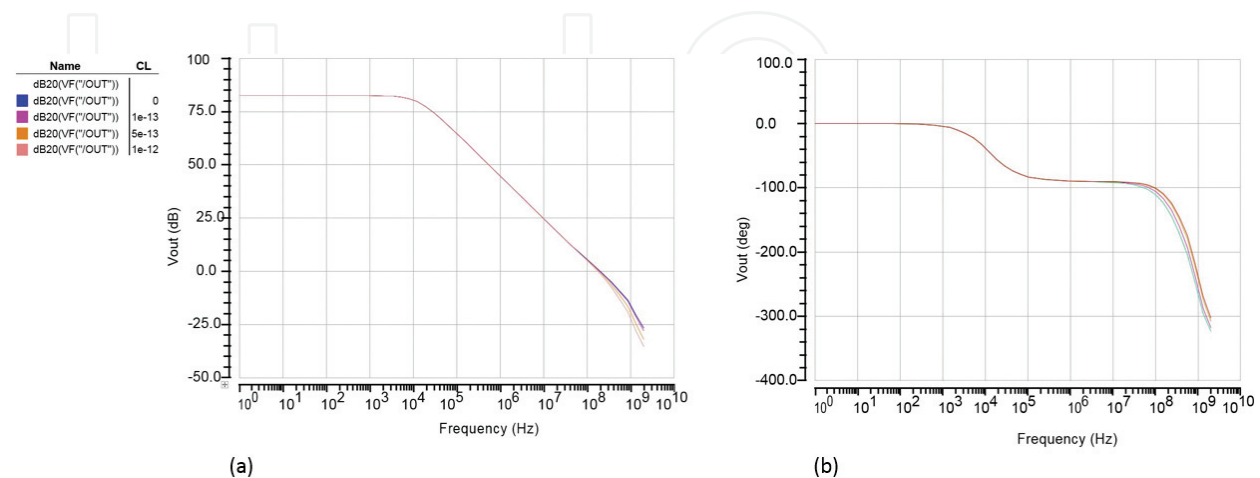 Name CL
dB20(VF("/OUT"))
dB20(VF("/OUT")) 0
dB20(VF("/OUT")) 1e-13
dB20(VF("/OUT")) 5e-13
dB20(VF("/OUT")) 1e-12
Vout (dB)
100
75.0
50.0
25.0
0.0
-25.0
-50.0
10^0 10^1 10^2 10^3 10^4 10^5 10^6 10^7 10^8 10^9 10^10
Frequency (Hz)
(a)
Vout (deg)
100.0
0.0
-100.0
-200.0
-300.0
-400.0
10^0 10^1 10^2 10^3 10^4 10^5 10^6 10^7 10^8 10^9 10^10
Frequency (Hz)
(b)